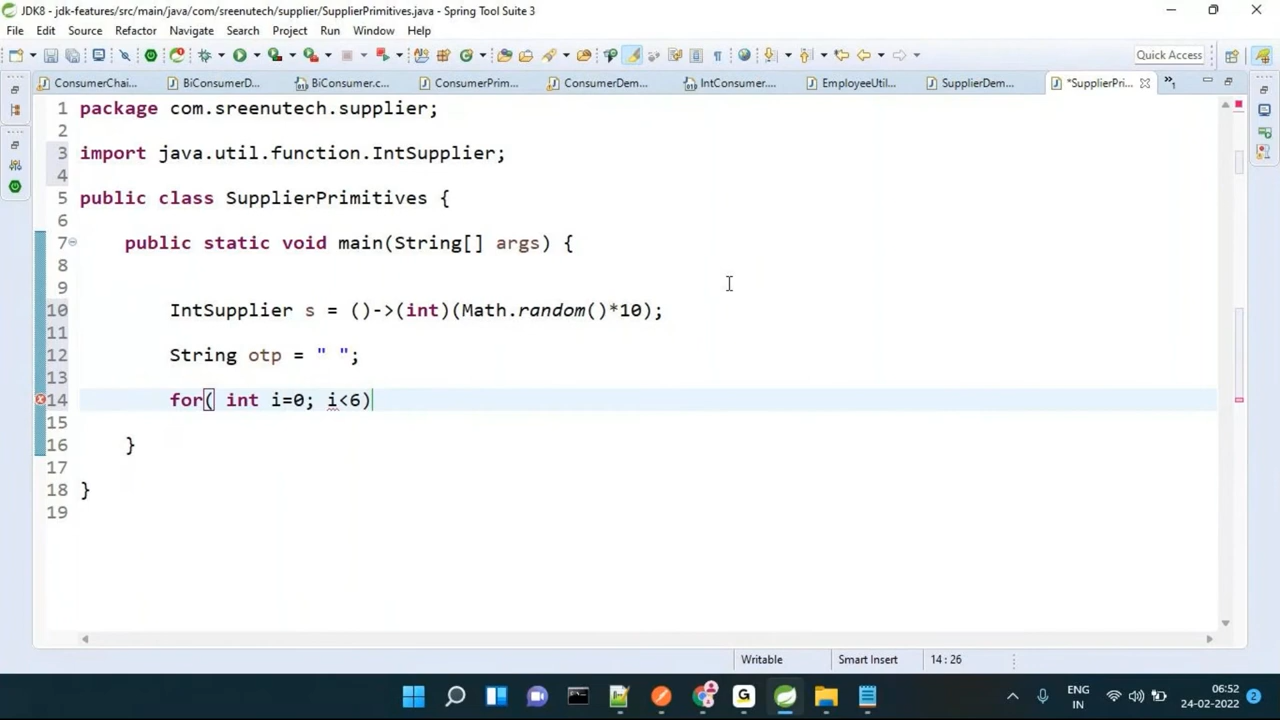 JDK8 - jdk-features/src/main/java/com/sreenutech/supplier/SupplierPrimitives.java - Spring Tool Suite 3
File Edit Source Refactor Navigate Search Project Run Window Help
Quick Access
ConsumerChai... BiConsumerD... BiConsumer.c... ConsumerPrim... ConsumerDem... IntConsumer.... EmployeeUtil... SupplierDem... *SupplierPri... »1
1 package com.sreenutech.supplier;
2
3 import java.util.function.IntSupplier;
4
5 public class SupplierPrimitives {
6
7 public static void main(String[] args) {
8
9
10 IntSupplier s = ()->(int)(Math.random()*10);
11
12 String otp = " ";
13
14 for( int i=0; i<6)
15
16 }
17
18 }
19
Writable Smart Insert 14 : 26
ENG 06:52
IN 24-02-2022 2